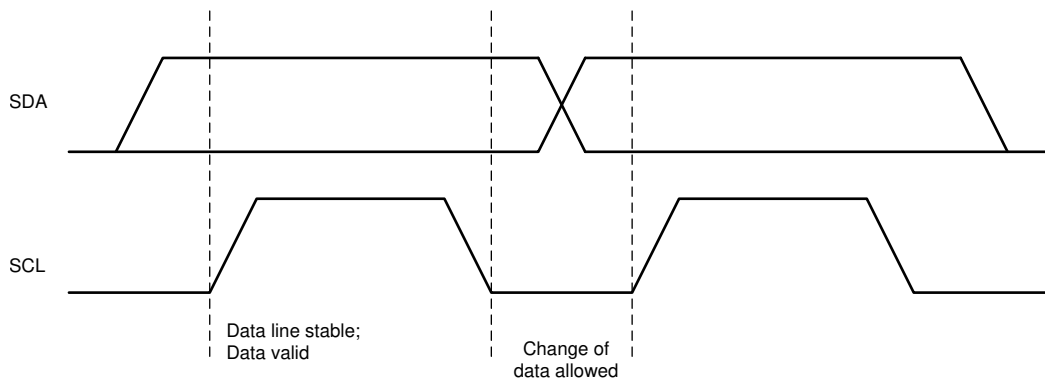 SDA
SCL
Data line stable;
Data valid
Change of
data allowed